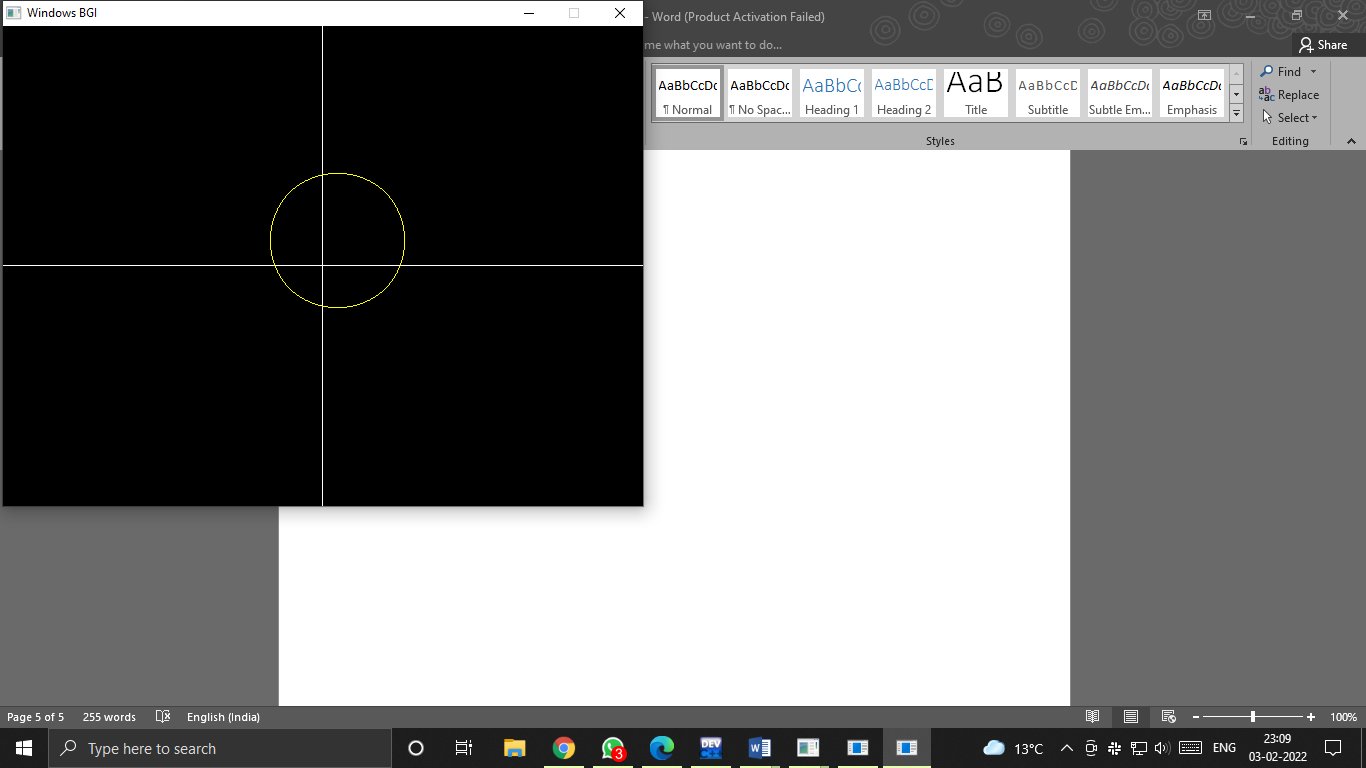 Windows BGI
- Word (Product Activation Failed)
me what you want to do...
Share
AaBbCcDc AaBbCcDc AaBbCc AaBbCcD AaB AaBbCcD AaBbCcDc AaBbCcDc
¶ Normal ¶ No Spac... Heading 1 Heading 2 Title Subtitle Subtle Em... Emphasis
Find
Replace
Select
Styles
Editing
Page 5 of 5 255 words English (India) 100%
Type here to search
3
DEV
W
13°C
ENG
23:09
03-02-2022